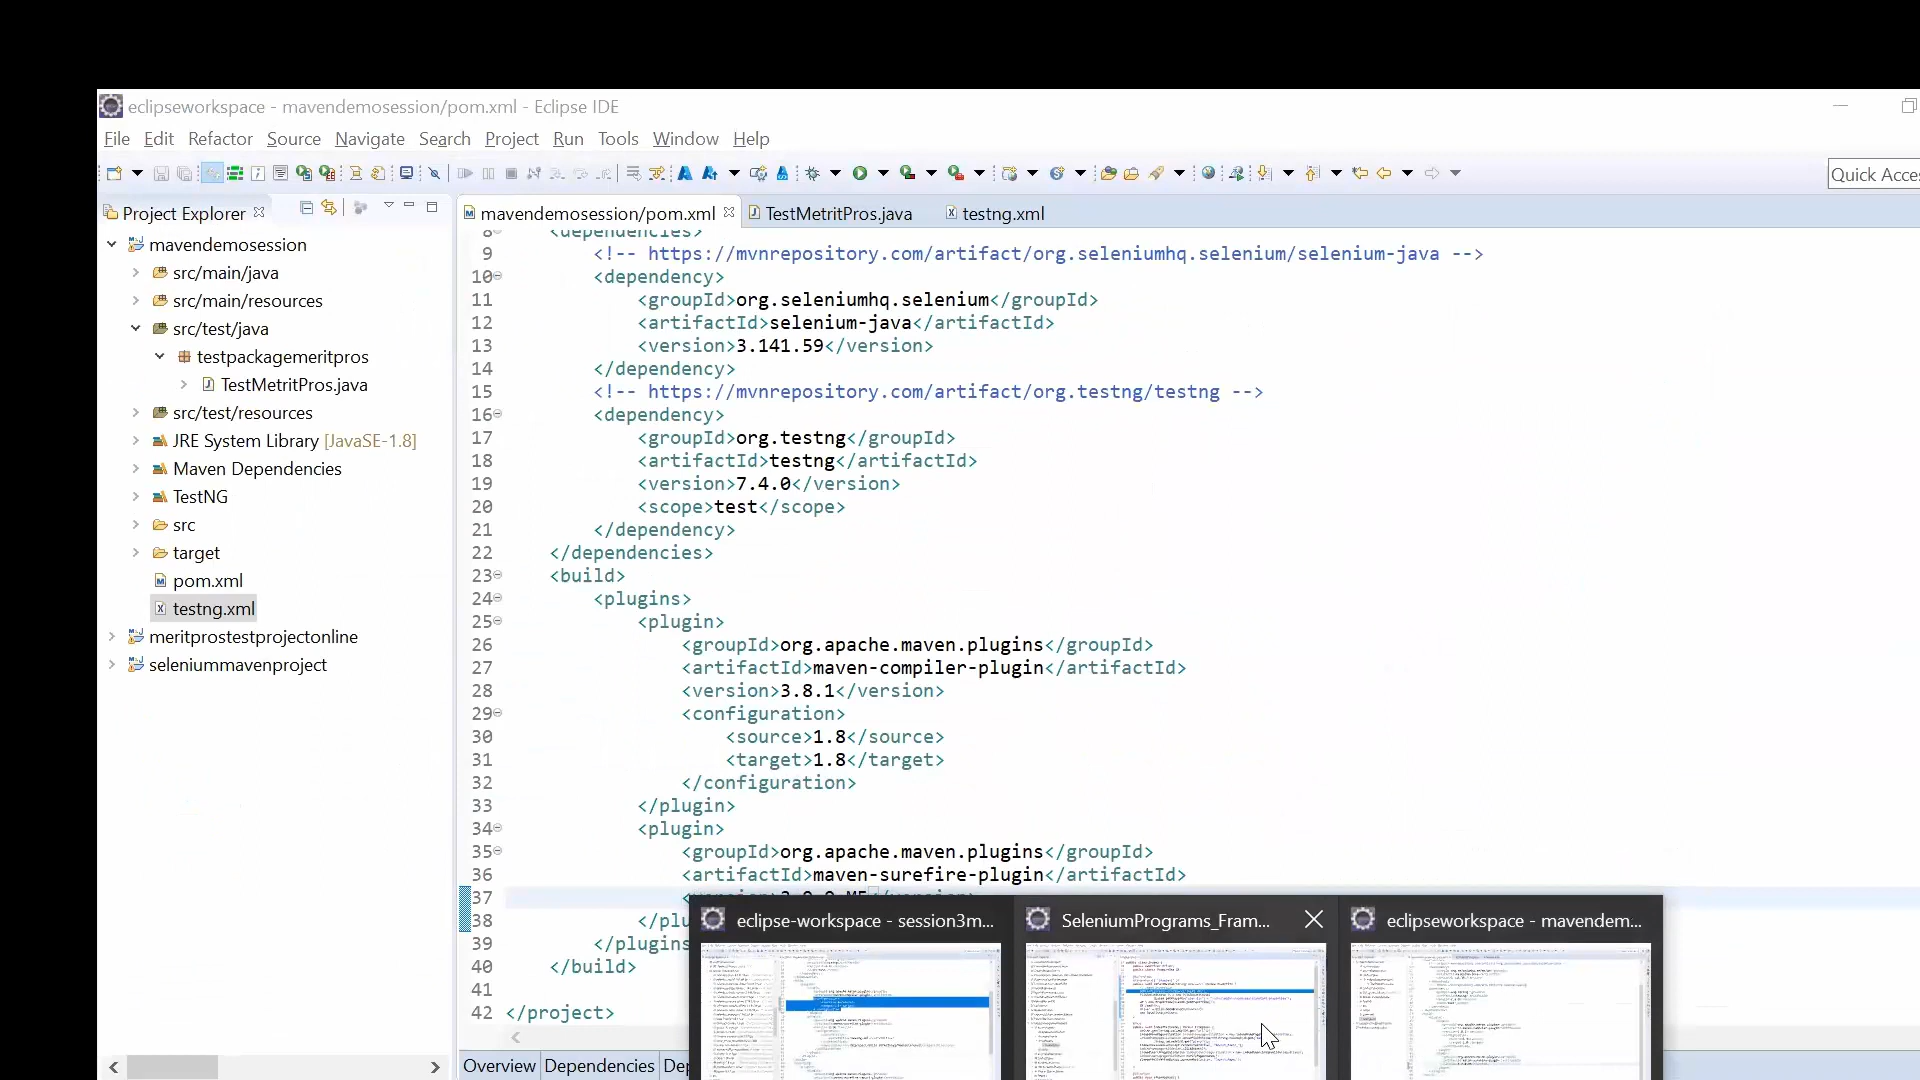 eclipseworkspace - mavendemosession/pom.xml - Eclipse IDE
File Edit Refactor Source Navigate Search Project Run Tools Window Help
Quick Acce
Project Explorer
mavendemosession/pom.xml TestMetritPros.java testng.xml
mavendemosession
src/main/java
src/main/resources
src/test/java
testpackagemeritpros
TestMetritPros.java
src/test/resources
JRE System Library [JavaSE-1.8]
Maven Dependencies
TestNG
src
target
pom.xml
testng.xml
meritprostestprojectonline
seleniummavenproject
8 <dependencies>
9 <!-- https://mvnrepository.com/artifact/org.seleniumhq.selenium/selenium-java -->
10 <dependency>
11 <groupId>org.seleniumhq.selenium</groupId>
12 <artifactId>selenium-java</artifactId>
13 <version>3.141.59</version>
14 </dependency>
15 <!-- https://mvnrepository.com/artifact/org.testng/testng -->
16 <dependency>
17 <groupId>org.testng</groupId>
18 <artifactId>testng</artifactId>
19 <version>7.4.0</version>
20 <scope>test</scope>
21 </dependency>
22 </dependencies>
23 <build>
24 <plugins>
25 <plugin>
26 <groupId>org.apache.maven.plugins</groupId>
27 <artifactId>maven-compiler-plugin</artifactId>
28 <version>3.8.1</version>
29 <configuration>
30 <source>1.8</source>
31 <target>1.8</target>
32 </configuration>
33 </plugin>
34 <plugin>
35 <groupId>org.apache.maven.plugins</groupId>
36 <artifactId>maven-surefire-plugin</artifactId>
37
38 </plu
39 </plugins
40 </build>
41
42 </project>
Overview Dependencies De
eclipse-workspace - session3m...
SeleniumPrograms_Fram...
eclipseworkspace - mavendem...